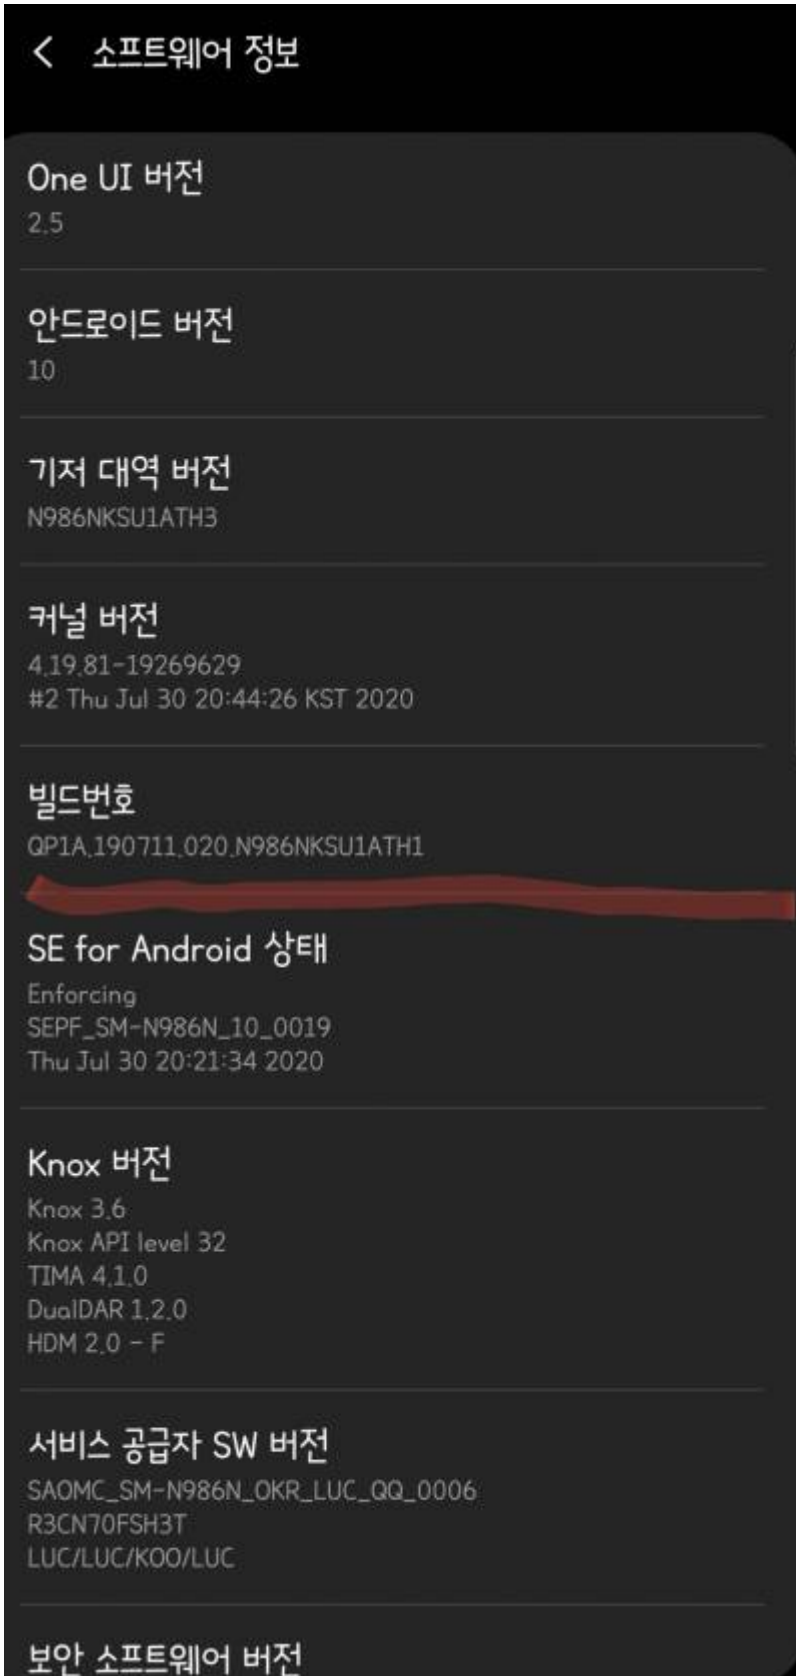 소프트웨어 정보
One UI 버전
2.5
안드로이드 버전
10
기저 대역 버전
N986NKSU1ATH3
커널 버전
4.19.81-19269629
#2 Thu Jul 30 20:44:26 KST 2020
빌드번호
QP1A.190711.020.N986NKSU1ATH1
SE for Android 상태
Enforcing
SEPF_SM-N986N_10_0019
Thu Jul 30 20:21:34 2020
Knox 버전
Knox 3.6
Knox API level 32
TIMA 4.1.0
DualDAR 1.2.0
HDM 2.0 - F
서비스 공급자 SW 버전
SAOMC_SM-N986N_OKR_LUC_QQ_0006
R3CN70FSH3T
LUC/LUC/KOO/LUC
보안 소프트웨어 버전